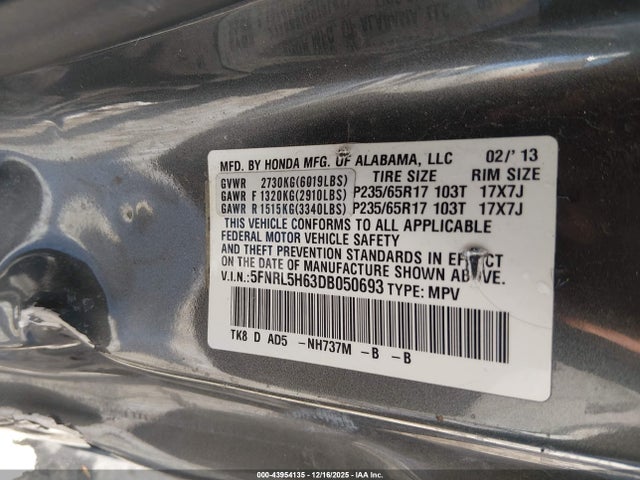 MFD. BY HONDA MFG. OF ALABAMA, LLC 02/'13
GVWR 2730KG(6019LBS) TIRE SIZE RIM SIZE
GAWR F 1320KG(2910LBS) P235/65R17 103T 17X7J
GAWR R 1515KG(3340LBS) P235/65R17 103T 17X7J
THIS VEHICLE CONFORMS TO ALL APPLICABLE
FEDERAL MOTOR VEHICLE SAFETY
AND THEFT PREVENTION STANDARDS IN EFFECT
ON THE DATE OF MANUFACTURE SHOWN ABOVE.
V.I.N.:5FNRL5H63DB050693 TYPE: MPV
TK8 D AD5 -NH737M -B -B
000-43954135 - 12/16/2025 - IAA Inc.